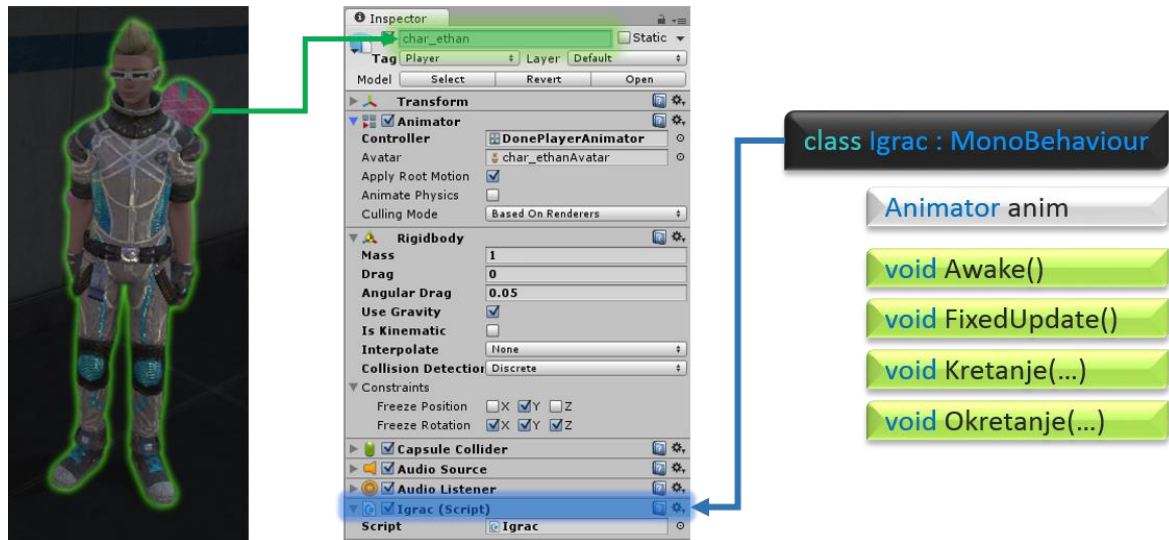 Inspector
char_ethan Static
Tag Player Layer Default
Model Select Revert Open
Transform
Animator
Controller DonePlayerAnimator
Avatar char_ethanAvatar
Apply Root Motion
Animate Physics
Culling Mode Based On Renderers
Rigidbody
Mass 1
Drag 0
Angular Drag 0.05
Use Gravity
Is Kinematic
Interpolate None
Collision Detection Discrete
Constraints
Freeze Position X Y Z
Freeze Rotation X Y Z
Capsule Collider
Audio Source
Audio Listener
Igrac (Script)
Script Igrac
class Igrac : MonoBehaviour
Animator anim
void Awake()
void FixedUpdate()
void Kretanje(...)
void Okretanje(...)